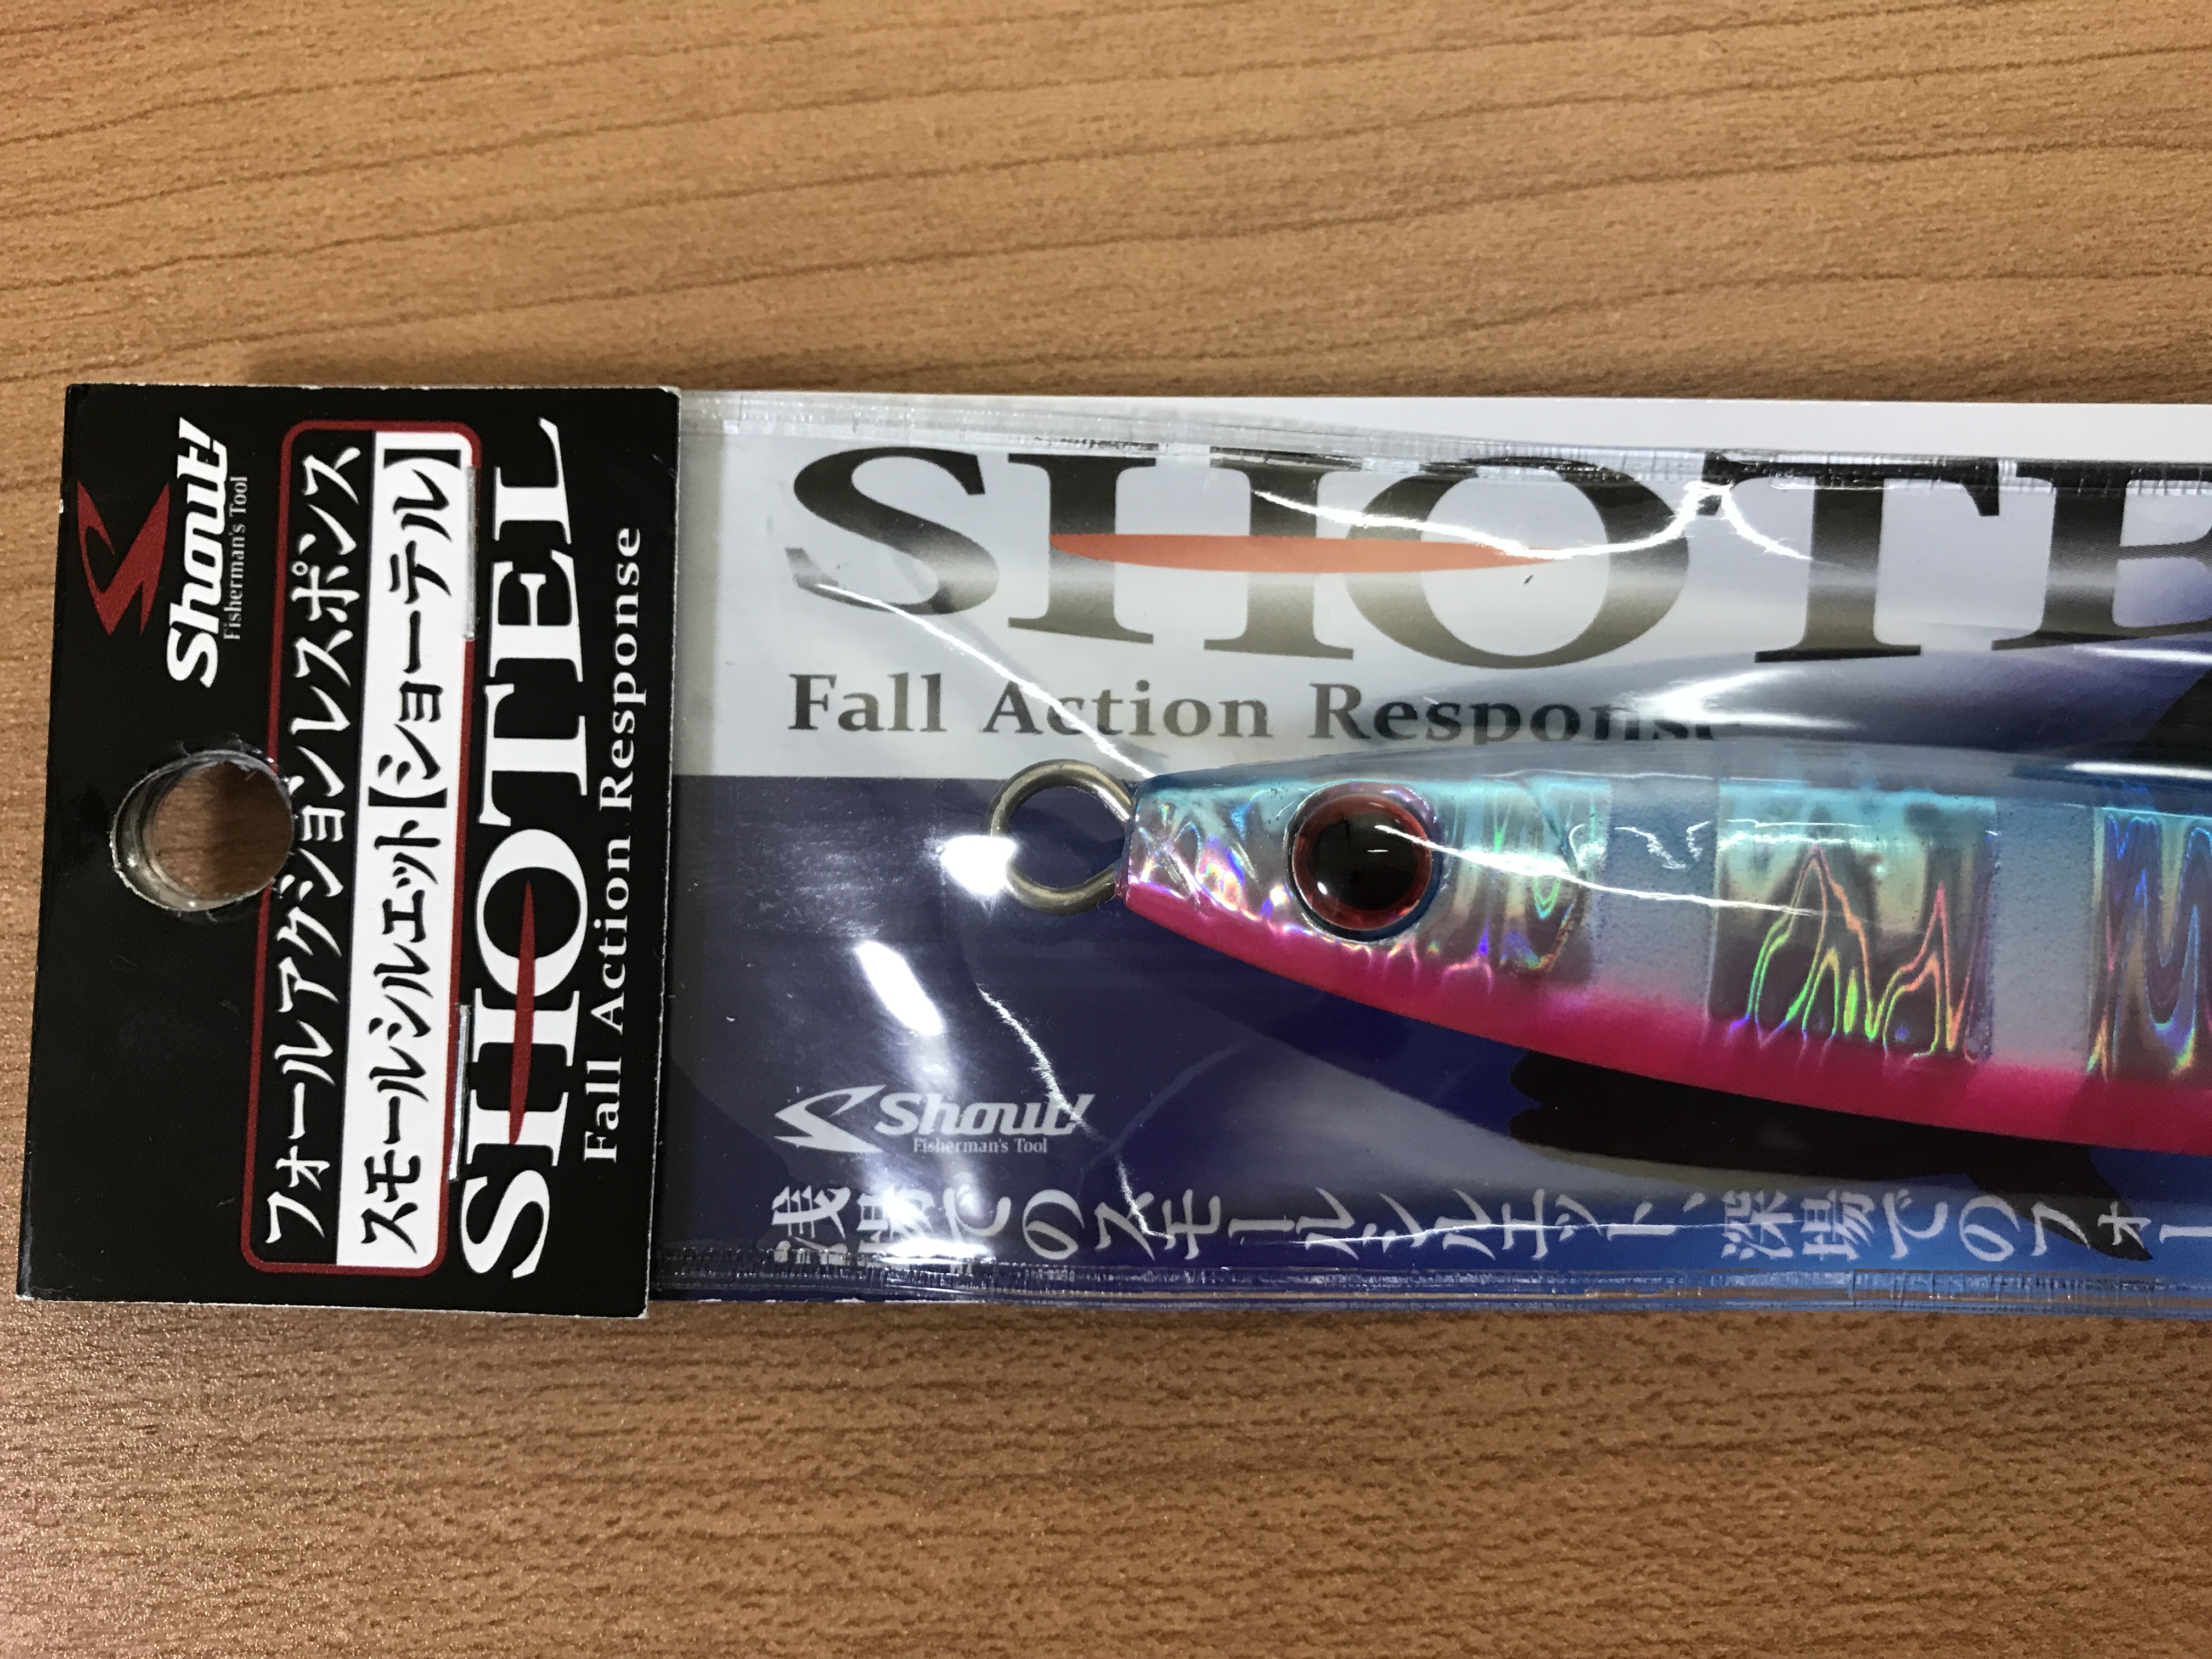 Shout!
Fisherman's Tool
フォールアクションレスポンス
スモールシルエット【ショーテル】
SHOTEL
Fall Action Response
SHOTE
Fall Action Response
Shout!
Fisherman's Tool
浅場でのスモールシルエット、深場でのフォー